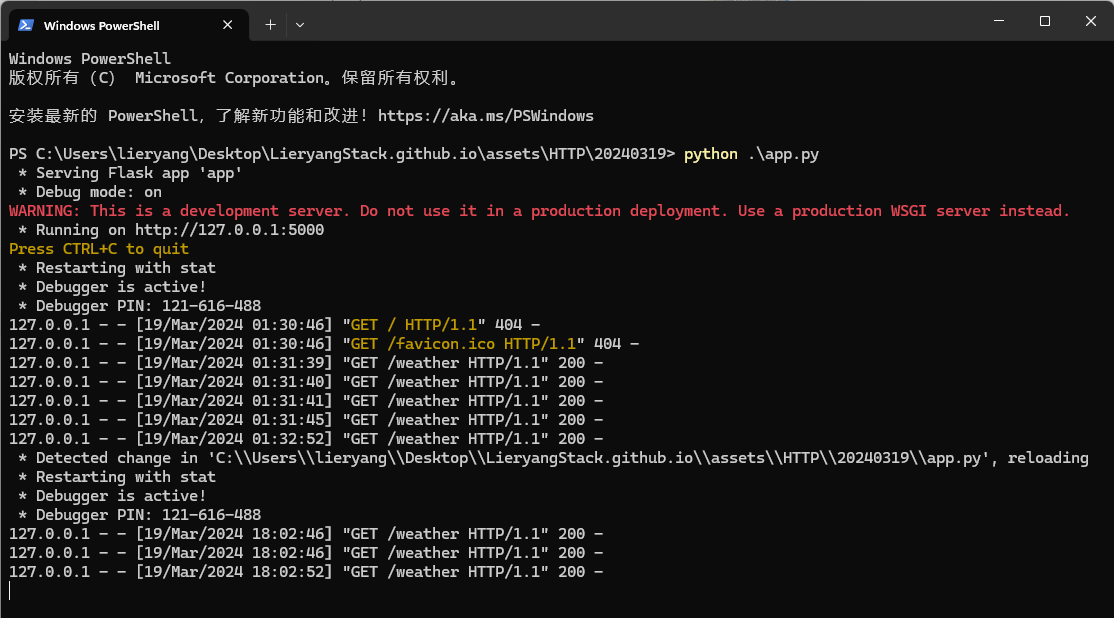 Windows PowerShell
Windows PowerShell
版权所有 (C) Microsoft Corporation。保留所有权利。
安装最新的 PowerShell，了解新功能和改进！https://aka.ms/PSWindows
PS C:\Users\lieryang\Desktop\LieryangStack.github.io\assets\HTTP\20240319> python .\app.py
 * Serving Flask app 'app'
 * Debug mode: on
WARNING: This is a development server. Do not use it in a production deployment. Use a production WSGI server instead.
 * Running on http://127.0.0.1:5000
Press CTRL+C to quit
 * Restarting with stat
 * Debugger is active!
 * Debugger PIN: 121-616-488
127.0.0.1 - - [19/Mar/2024 01:30:46] "GET / HTTP/1.1" 404 -
127.0.0.1 - - [19/Mar/2024 01:30:46] "GET /favicon.ico HTTP/1.1" 404 -
127.0.0.1 - - [19/Mar/2024 01:31:39] "GET /weather HTTP/1.1" 200 -
127.0.0.1 - - [19/Mar/2024 01:31:40] "GET /weather HTTP/1.1" 200 -
127.0.0.1 - - [19/Mar/2024 01:31:41] "GET /weather HTTP/1.1" 200 -
127.0.0.1 - - [19/Mar/2024 01:31:45] "GET /weather HTTP/1.1" 200 -
127.0.0.1 - - [19/Mar/2024 01:32:52] "GET /weather HTTP/1.1" 200 -
 * Detected change in 'C:\\Users\\lieryang\\Desktop\\LieryangStack.github.io\\assets\\HTTP\\20240319\\app.py', reloading
 * Restarting with stat
 * Debugger is active!
 * Debugger PIN: 121-616-488
127.0.0.1 - - [19/Mar/2024 18:02:46] "GET /weather HTTP/1.1" 200 -
127.0.0.1 - - [19/Mar/2024 18:02:46] "GET /weather HTTP/1.1" 200 -
127.0.0.1 - - [19/Mar/2024 18:02:52] "GET /weather HTTP/1.1" 200 -